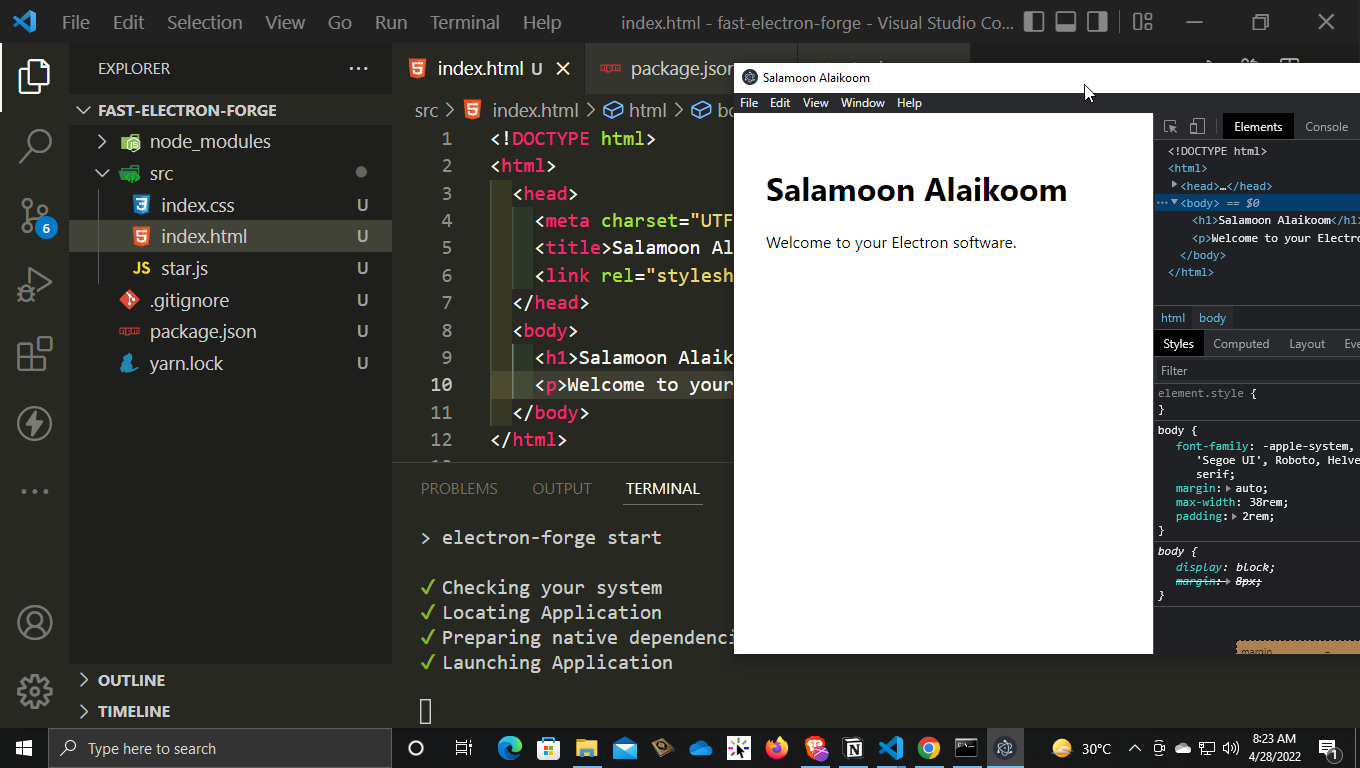 File Edit Selection View Go Run Terminal Help
index.html - fast-electron-forge - Visual Studio Co...
EXPLORER
FAST-ELECTRON-FORGE
node_modules
src
index.css U
index.html U
JS star.js U
.gitignore U
package.json U
yarn.lock U
6
OUTLINE
TIMELINE
index.html U
package.json
src > index.html > html > bo
1 <!DOCTYPE html>
2 <html>
3 <head>
4 <meta charset="UTF
5 <title>Salamoon Al
6 <link rel="stylesh
7 </head>
8 <body>
9 <h1>Salamoon Alaik
10 <p>Welcome to your
11 </body>
12 </html>
PROBLEMS OUTPUT TERMINAL
> electron-forge start
✓ Checking your system
✓ Locating Application
✓ Preparing native dependenci
✓ Launching Application
Salamoon Alaikoom
File Edit View Window Help
Salamoon Alaikoom
Welcome to your Electron software.
Elements Console
<!DOCTYPE html>
<html>
<head>…</head>
<body> == $0
<h1>Salamoon Alaikoom</h1
<p>Welcome to your Electro
</body>
</html>
html body
Styles Computed Layout Eve
Filter
element.style {
}
body {
font-family: -apple-system,
'Segoe UI', Roboto, Helve
serif;
margin: auto;
max-width: 38rem;
padding: 2rem;
}
body {
display: block;
margin: 8px;
}
margin
Type here to search
30°C
8:23 AM
4/28/2022
1